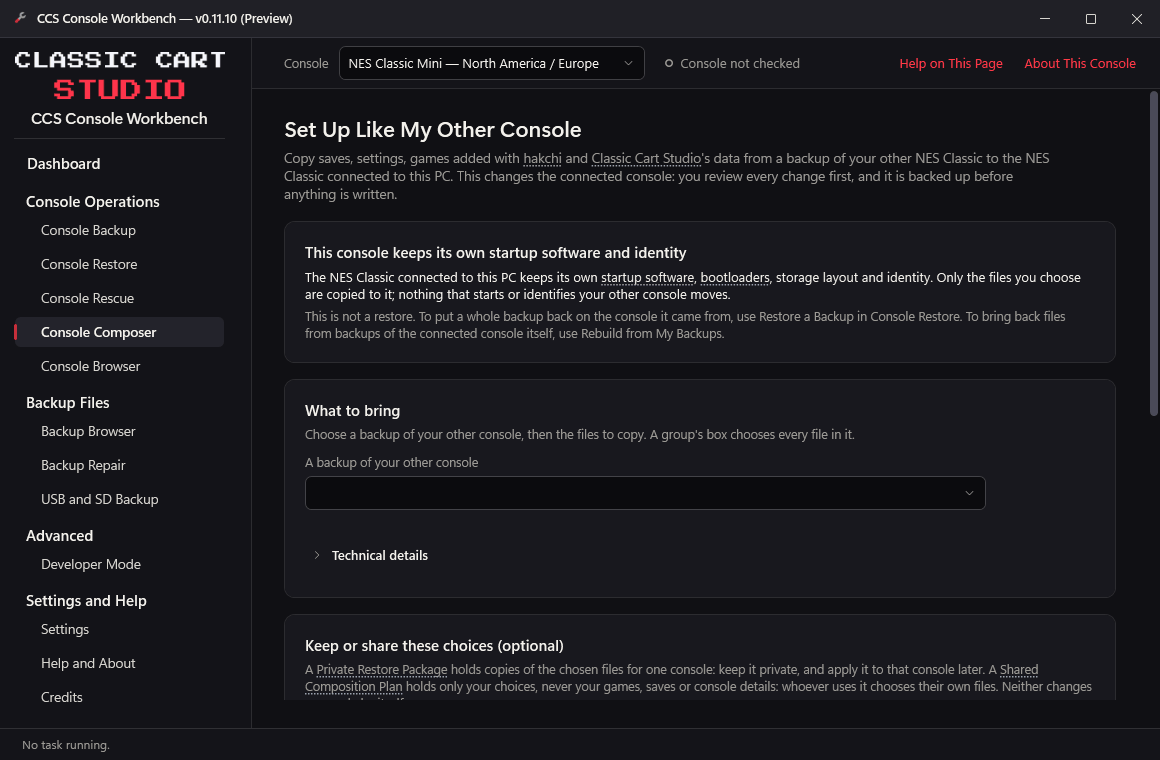 CCS Console Workbench — v0.11.10 (Preview)
CLASSIC CART
STUDIO
CCS Console Workbench
Dashboard
Console Operations
Console Backup
Console Restore
Console Rescue
Console Composer
Console Browser
Backup Files
Backup Browser
Backup Repair
USB and SD Backup
Advanced
Developer Mode
Settings and Help
Settings
Help and About
Credits
Console
NES Classic Mini — North America / Europe
Console not checked
Help on This Page
About This Console
Set Up Like My Other Console
Copy saves, settings, games added with hakchi and Classic Cart Studio's data from a backup of your other NES Classic to the NES
Classic connected to this PC. This changes the connected console: you review every change first, and it is backed up before
anything is written.
This console keeps its own startup software and identity
The NES Classic connected to this PC keeps its own startup software, bootloaders, storage layout and identity. Only the files you choose
are copied to it; nothing that starts or identifies your other console moves.
This is not a restore. To put a whole backup back on the console it came from, use Restore a Backup in Console Restore. To bring back files
from backups of the connected console itself, use Rebuild from My Backups.
What to bring
Choose a backup of your other console, then the files to copy. A group's box chooses every file in it.
A backup of your other console
Technical details
Keep or share these choices (optional)
A Private Restore Package holds copies of the chosen files for one console: keep it private, and apply it to that console later. A Shared
Composition Plan holds only your choices, never your games, saves or console details: whoever uses it chooses their own files. Neither changes
No task running.